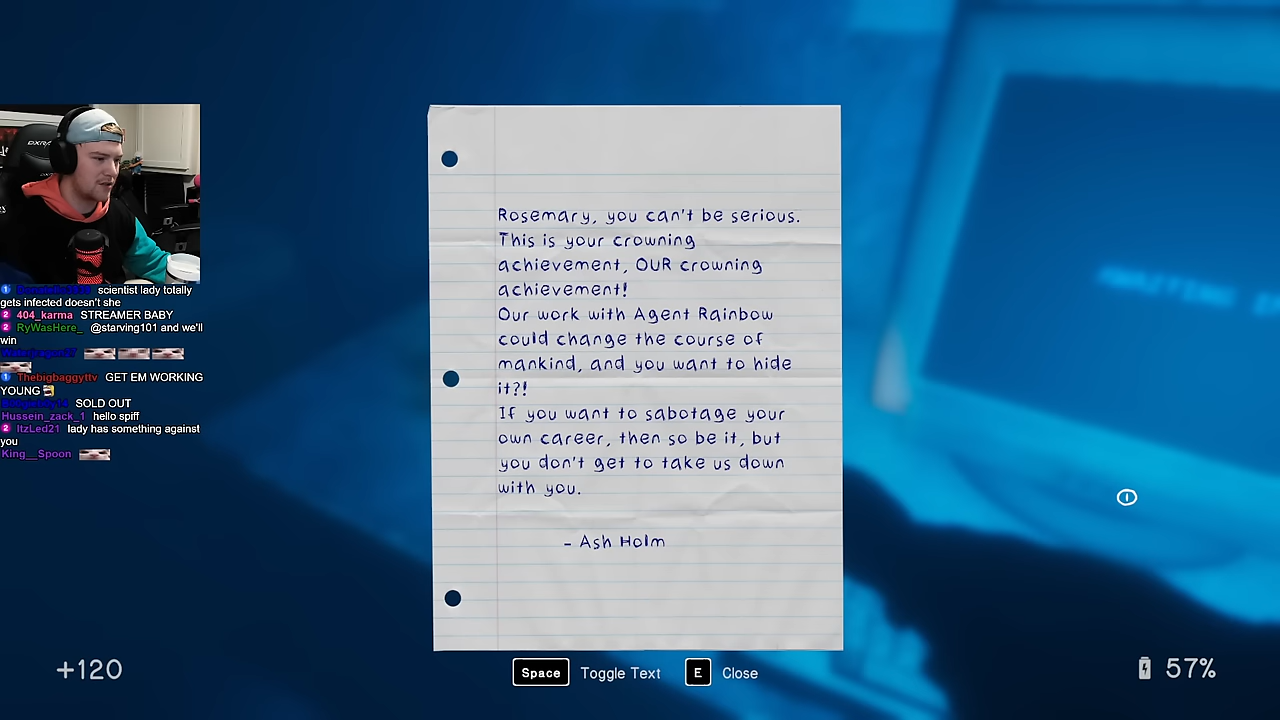 Rosemary, you can't be serious.
This is your crowning
achievement, OUR crowning
achievement!
Our work with Agent Rainbow
could change the course of
mankind, and you want to hide
it?!
If you want to sabotage your
own career, then so be it, but
you don't get to take us down
with you.
- Ash Holm
scientist lady totally
gets infected doesn't she
404_karma STREAMER BABY
RyWasHere_ @starving101 and we'll
win
Thebigbaggyttv GET EM WORKING
YOUNG
SOLD OUT
Hussein_zack_1 hello spiff
ItzLed21 lady has something against
you
King__Spoon
+120
Space Toggle Text E Close
57%